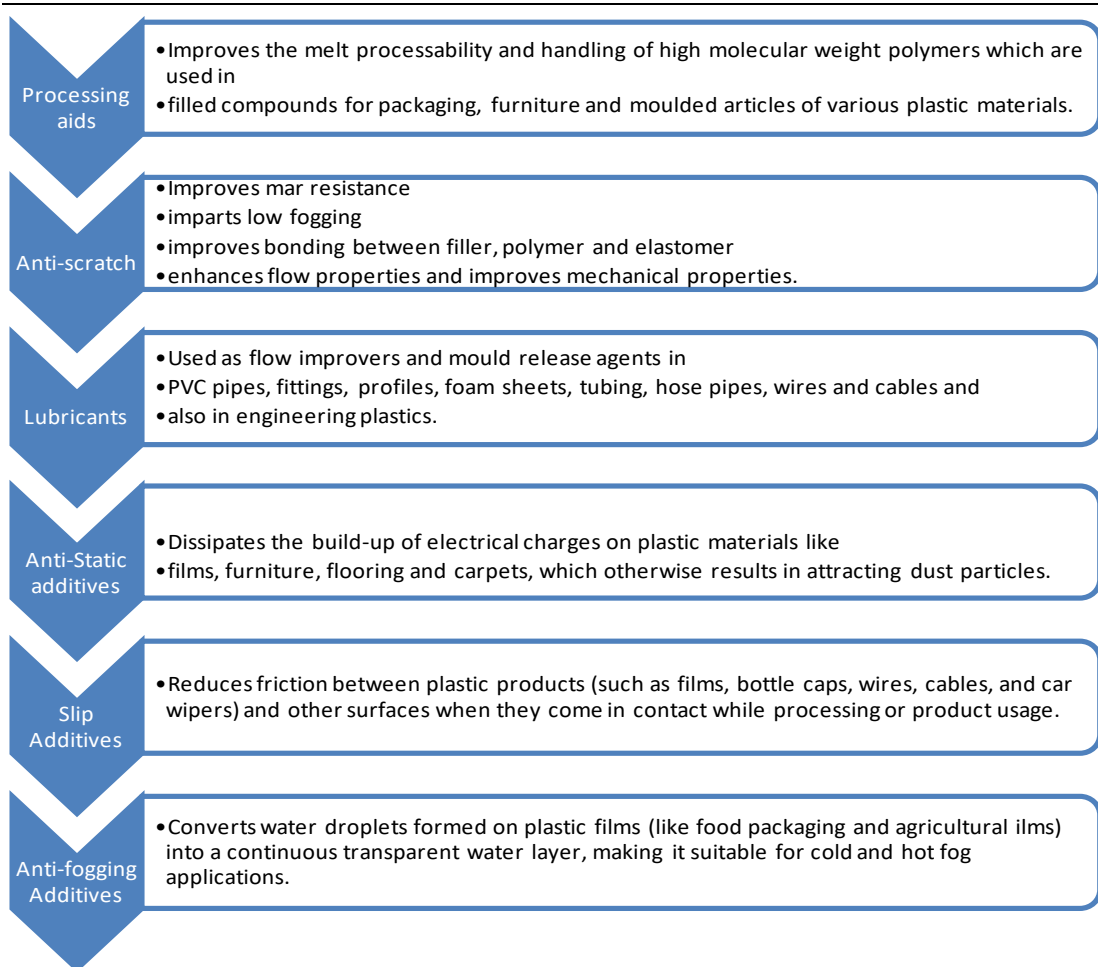 Processing
aids
•Improves the melt processability and handling of high molecular weight polymers which are
used in
•filled compounds for packaging, furniture and moulded articles of various plastic materials.
Anti-scratch
•Improves mar resistance
•imparts low fogging
•improves bonding between filler, polymer and elastomer
•enhances flow properties and improves mechanical properties.
Lubricants
•Used as flow improvers and mould release agents in
•PVC pipes, fittings, profiles, foam sheets, tubing, hose pipes, wires and cables and
•also in engineering plastics.
Anti-Static
additives
•Dissipates the build-up of electrical charges on plastic materials like
•films, furniture, flooring and carpets, which otherwise results in attracting dust particles.
Slip
Additives
•Reduces friction between plastic products (such as films, bottle caps, wires, cables, and car
wipers) and other surfaces when they come in contact while processing or product usage.
Anti-fogging
Additives
•Converts water droplets formed on plastic films (like food packaging and agricultural ilms)
into a continuous transparent water layer, making it suitable for cold and hot fog
applications.